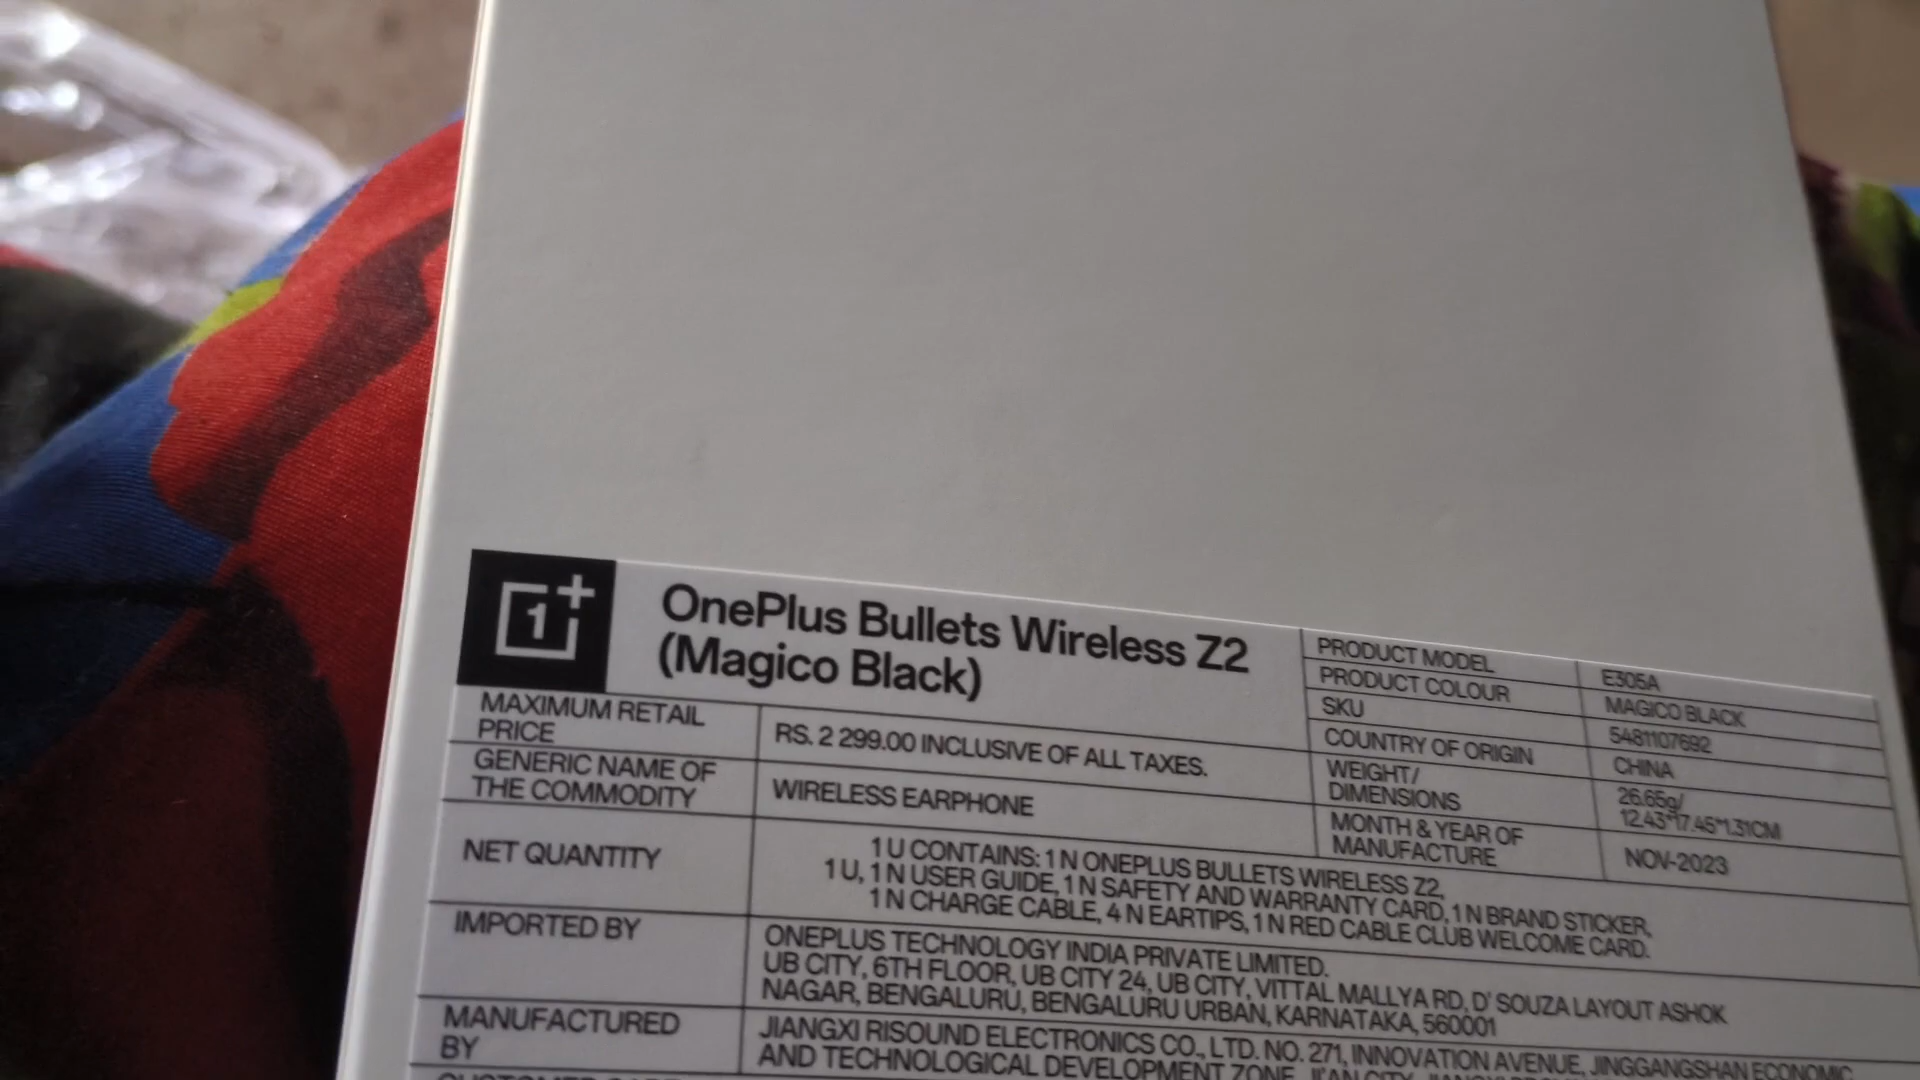 1+
OnePlus Bullets Wireless Z2
(Magico Black)
PRODUCT MODEL E305A
PRODUCT COLOUR MAGICO BLACK
SKU 5481107692
COUNTRY OF ORIGIN CHINA
WEIGHT/
DIMENSIONS
26.65g/
12.43*17.45*1.31CM
MONTH & YEAR OF
MANUFACTURE
NOV-2023
MAXIMUM RETAIL
PRICE
RS. 2 299.00 INCLUSIVE OF ALL TAXES.
GENERIC NAME OF
THE COMMODITY
WIRELESS EARPHONE
NET QUANTITY
1 U CONTAINS: 1 N ONEPLUS BULLETS WIRELESS Z2,
1 U, 1 N USER GUIDE, 1 N SAFETY AND WARRANTY CARD, 1 N BRAND STICKER,
1 N CHARGE CABLE, 4 N EARTIPS, 1 N RED CABLE CLUB WELCOME CARD.
IMPORTED BY
ONEPLUS TECHNOLOGY INDIA PRIVATE LIMITED.
UB CITY, 6TH FLOOR, UB CITY 24, UB CITY, VITTAL MALLYA RD, D' SOUZA LAYOUT ASHOK
NAGAR, BENGALURU, BENGALURU URBAN, KARNATAKA, 560001
MANUFACTURED
BY
JIANGXI RISOUND ELECTRONICS CO., LTD. NO. 271, INNOVATION AVENUE, JINGGANGSHAN ECONOMIC
AND TECHNOLOGICAL DEVELOPMENT ZONE, JI'AN CITY,